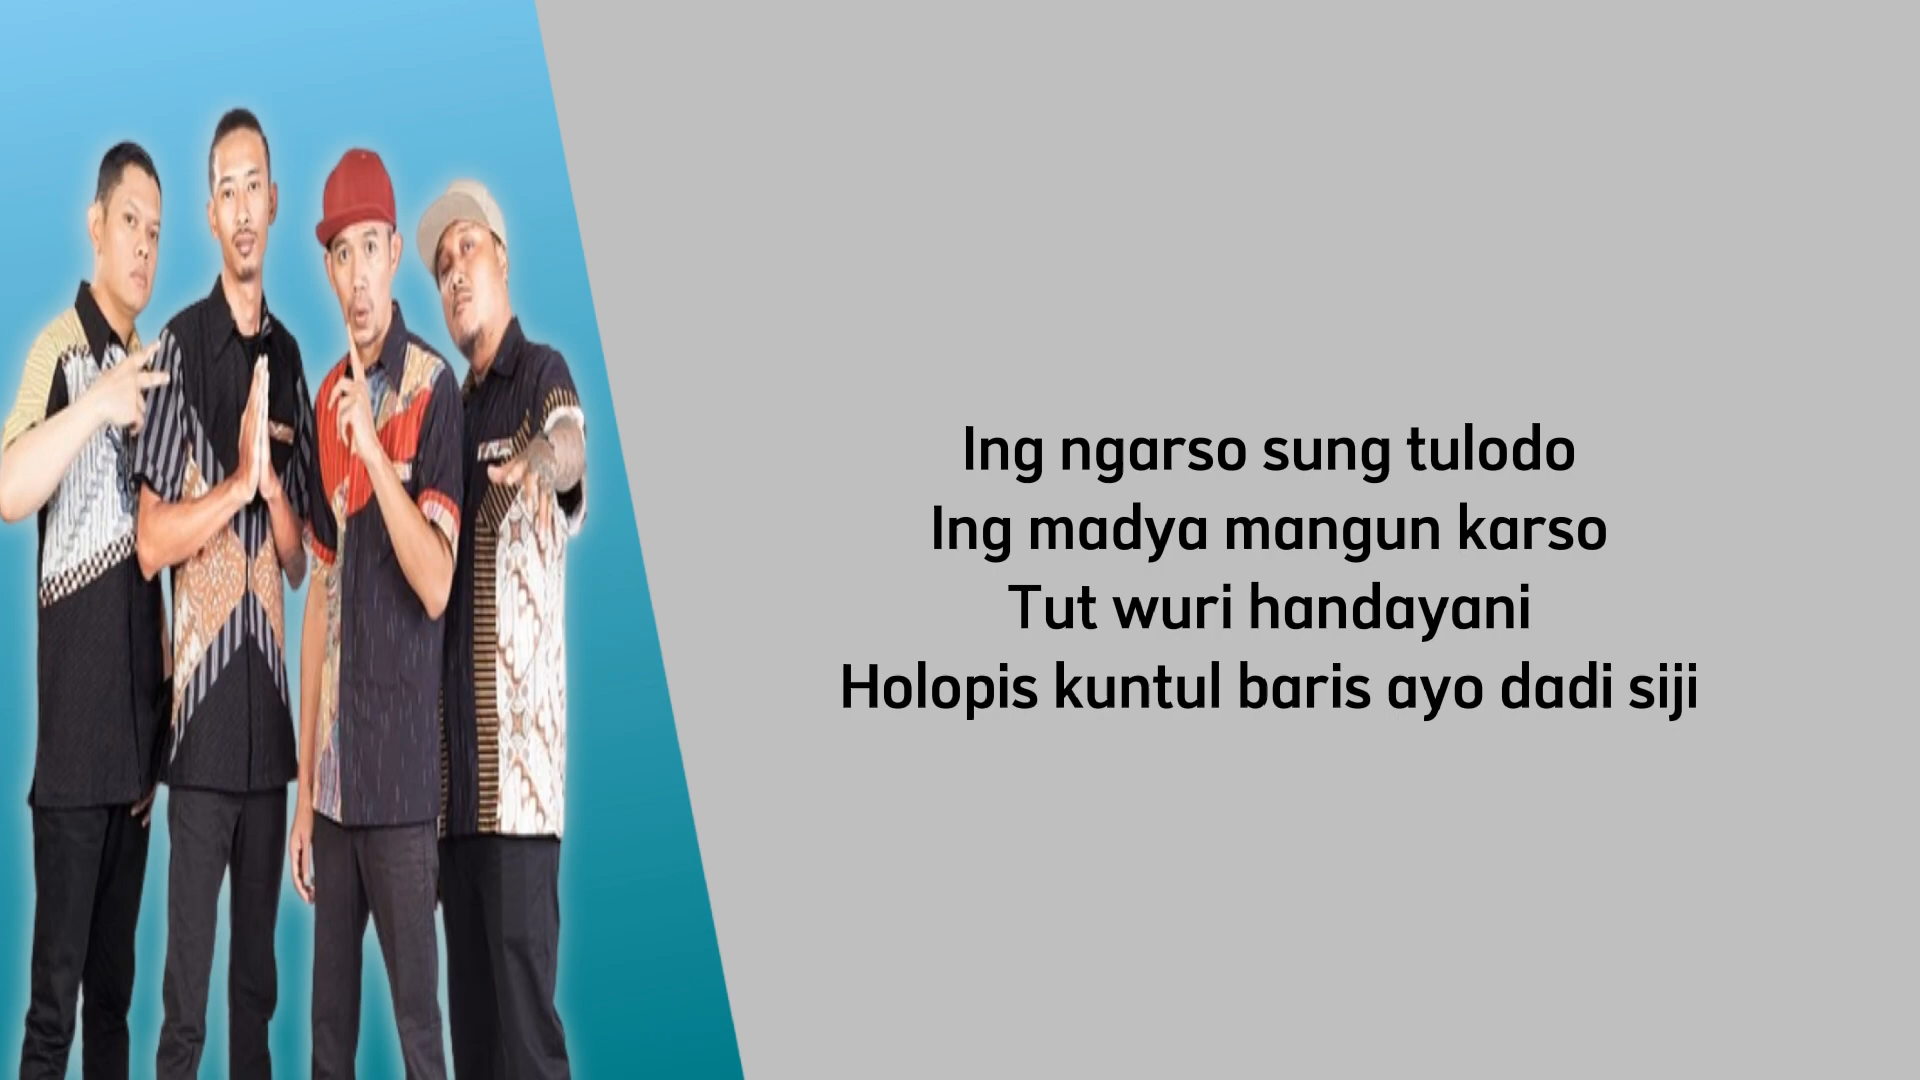 Ing ngarso sung tulodo
Ing madya mangun karso
Tut wuri handayani
Holopis kuntul baris ayo dadi siji